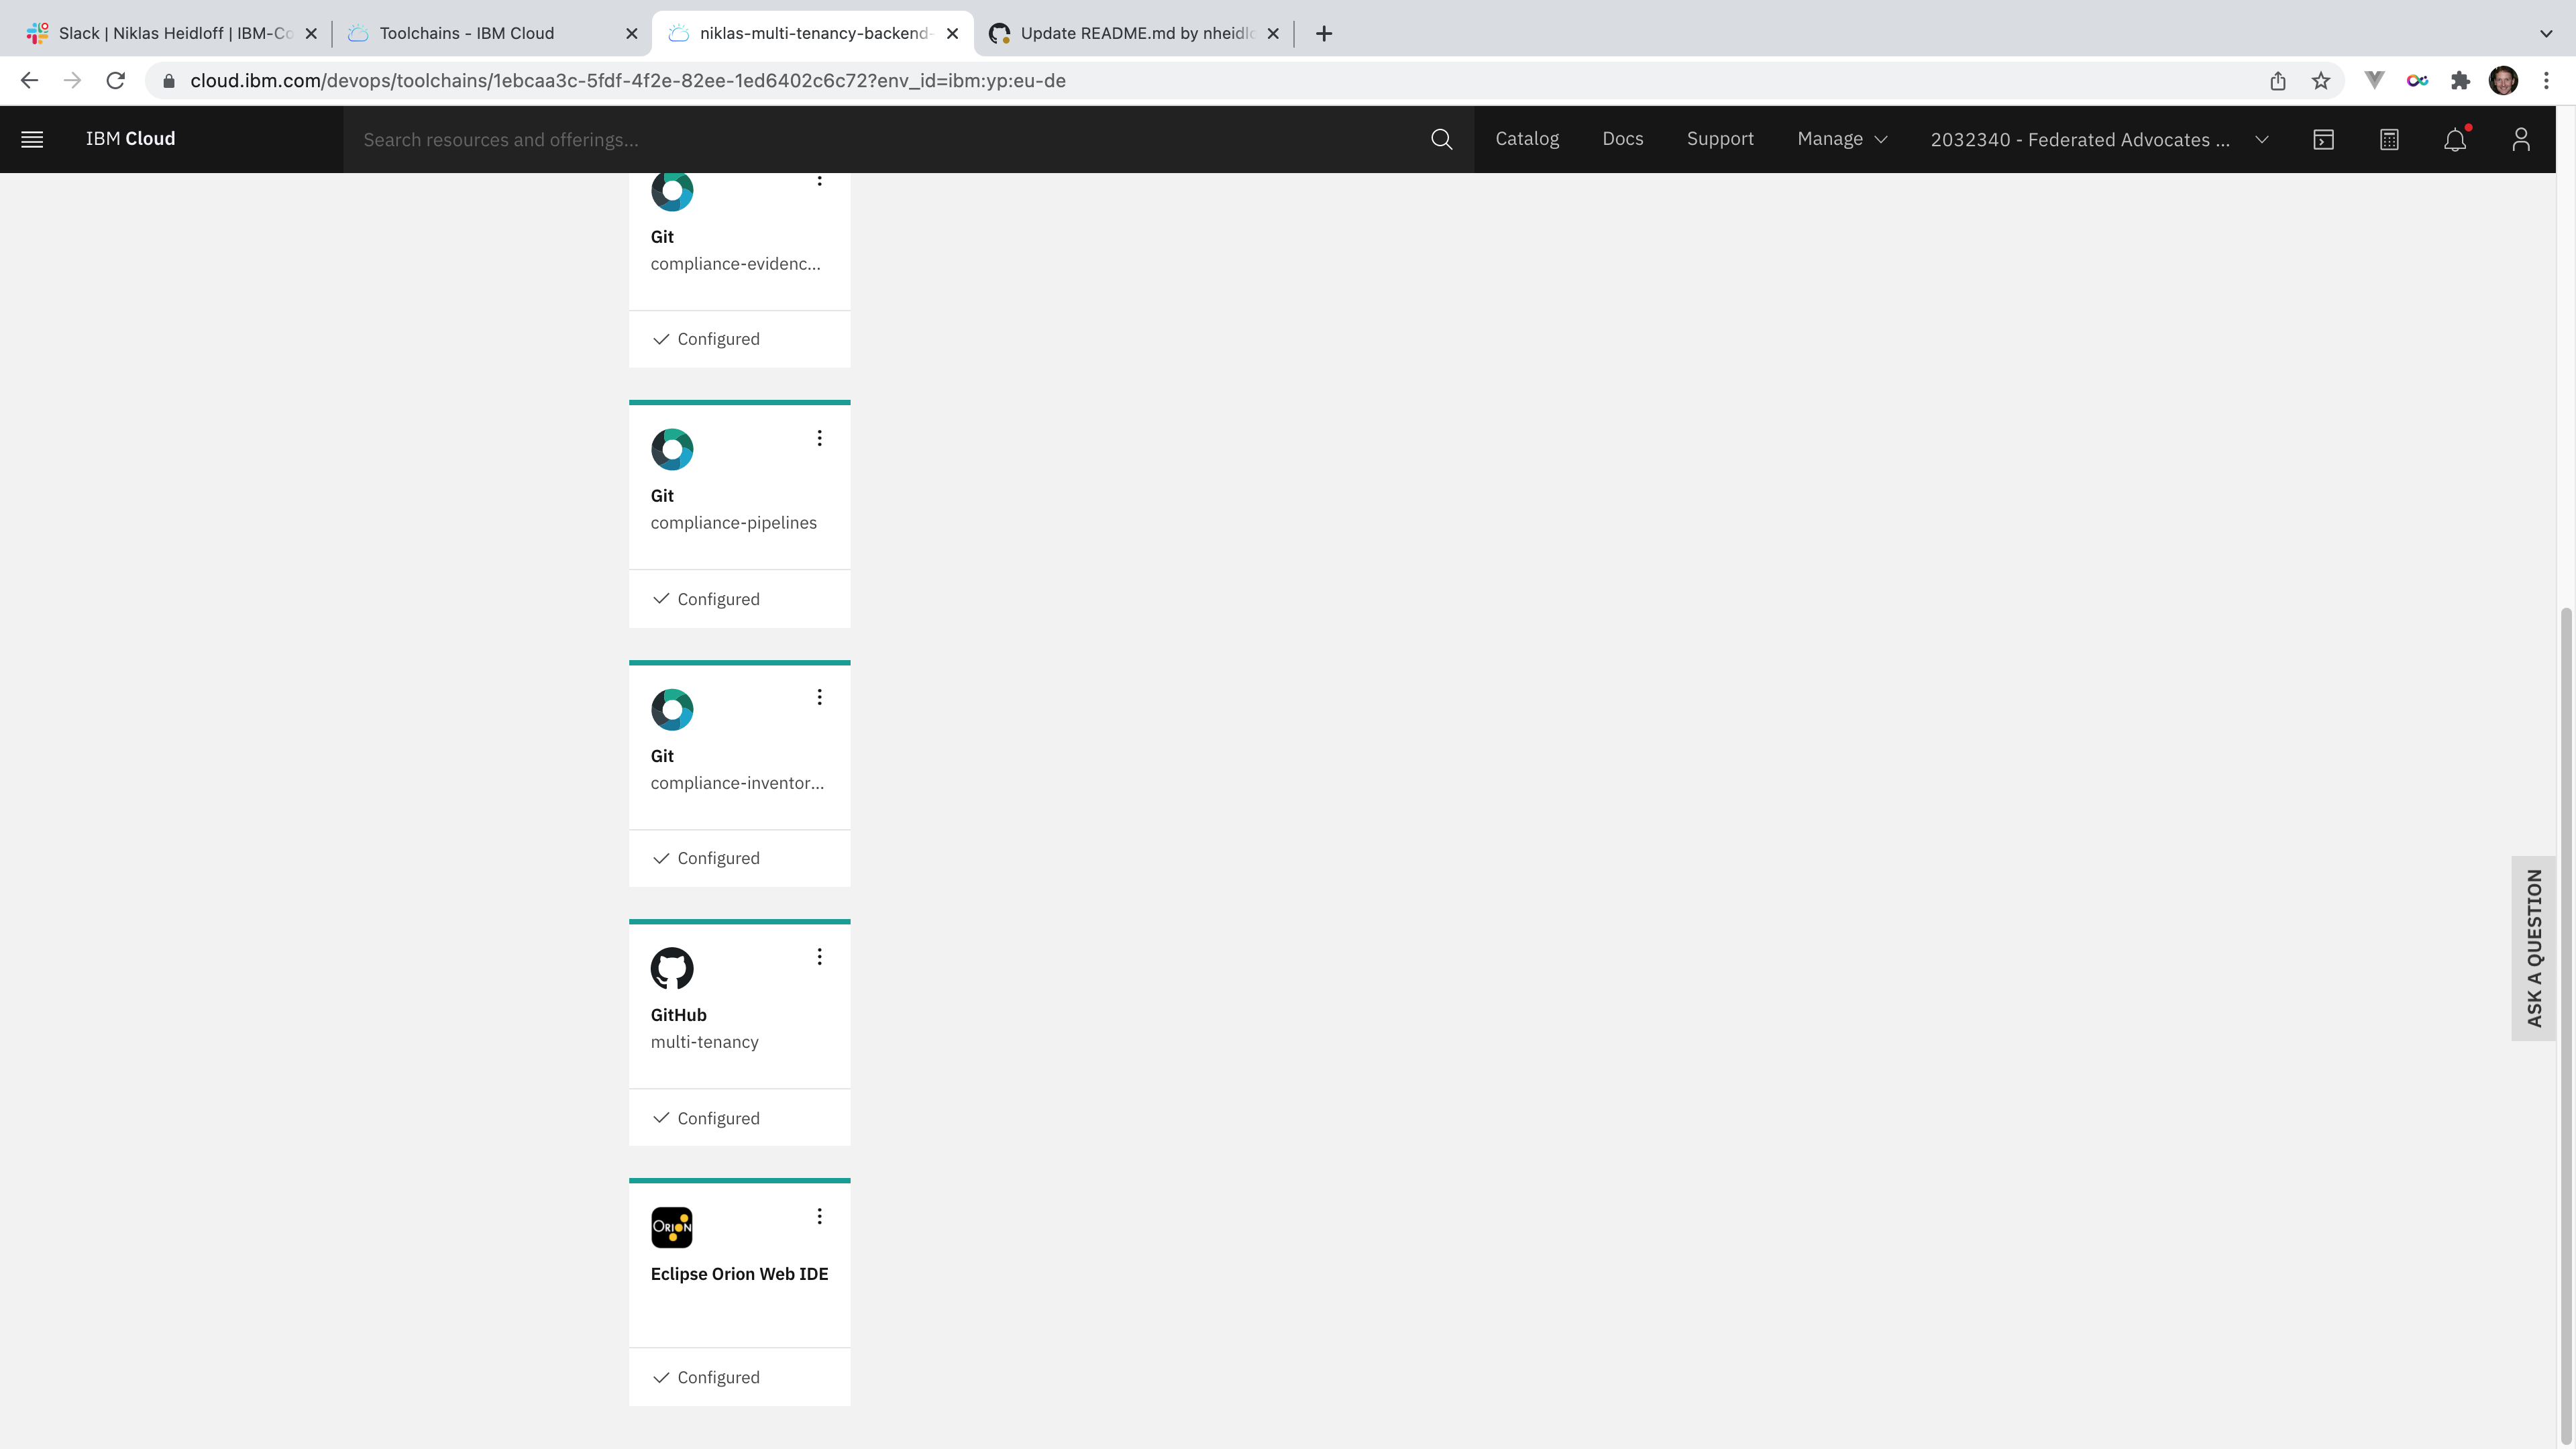 Slack | Niklas Heidloff | IBM-Co
Toolchains - IBM Cloud
niklas-multi-tenancy-backend-
Update README.md by nheidlo
cloud.ibm.com/devops/toolchains/1ebcaa3c-5fdf-4f2e-82ee-1ed6402c6c72?env_id=ibm:yp:eu-de
IBM Cloud
Search resources and offerings...
Catalog
Docs
Support
Manage
2032340 - Federated Advocates ...
Git
compliance-evidenc...
Configured
Git
compliance-pipelines
Configured
Git
compliance-inventor...
Configured
GitHub
multi-tenancy
Configured
ORION
Eclipse Orion Web IDE
Configured
ASK A QUESTION